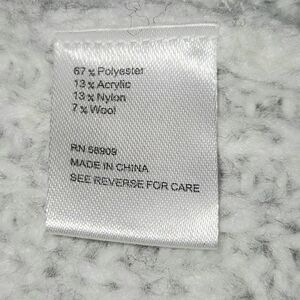 67 % Polyester
13 % Acrylic
13 % Nylon
7 % Wool
RN 58909
MADE IN CHINA
SEE REVERSE FOR CARE